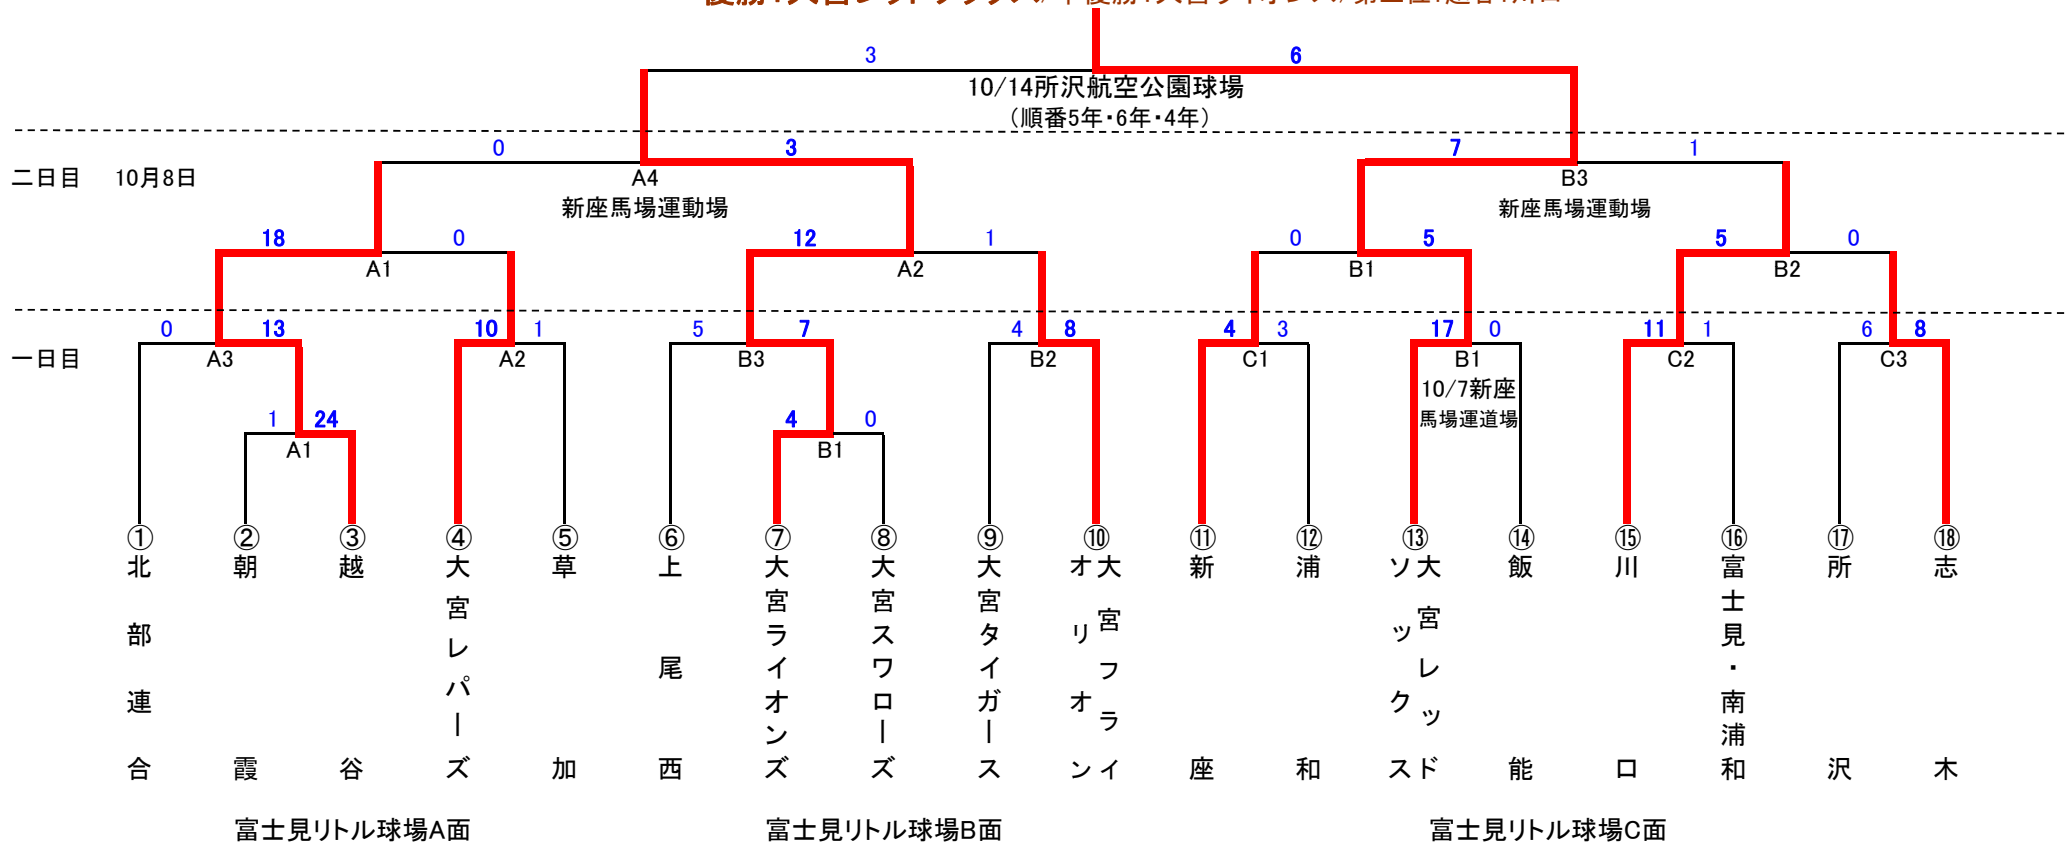 3 6
10/14所沢航空公園球場
（順番5年・6年・4年）
0 3 7 1
二日目 10月8日 A4 B3
新座馬場運動場 新座馬場運動場
18 0 12 1 0 5 5 0
A1 A2 B1 B2
0 13 10 1 5 7 4 8 4 3 17 0 11 1 6 8
一日目 A3 A2 B3 B2 C1 B1 C2 C3
10/7新座
馬場運道場
1 24 4 0
A1 B1
①北部連合
②朝霞
③越谷
④大宮レパーズ
⑤草加
⑥上尾西
⑦大宮ライオンズ
⑧大宮スワローズ
⑨大宮タイガース
⑩大宮フライオリオオンイン
⑪新座
⑫浦和
⑬大宮レッドソックス
⑭飯能
⑮川口
⑯富士見・南浦和
⑰所沢
⑱志木
富士見リトル球場A面 富士見リトル球場B面 富士見リトル球場C面